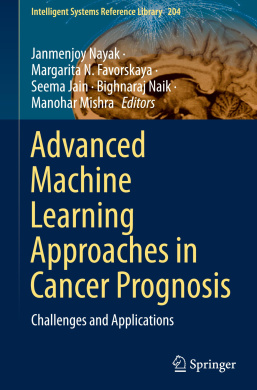 Intelligent Systems Reference Library 204
Janmenjoy Nayak ·
Margarita N. Favorskaya ·
Seema Jain · Bighnaraj Naik ·
Manohar Mishra Editors
Advanced
Machine
Learning
Approaches in
Cancer Prognosis
Challenges and Applications
Springer